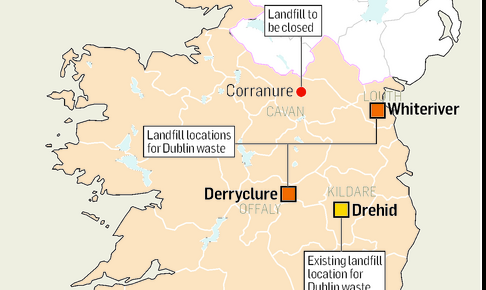 Landfill to
be closed
Corranure
CAVAN
LOUTH
Whiteriver
Landfill locations
for Dublin waste
Derryclure
OFFALY
KILDARE
Drehid
Existing landfill
location for
Dublin waste